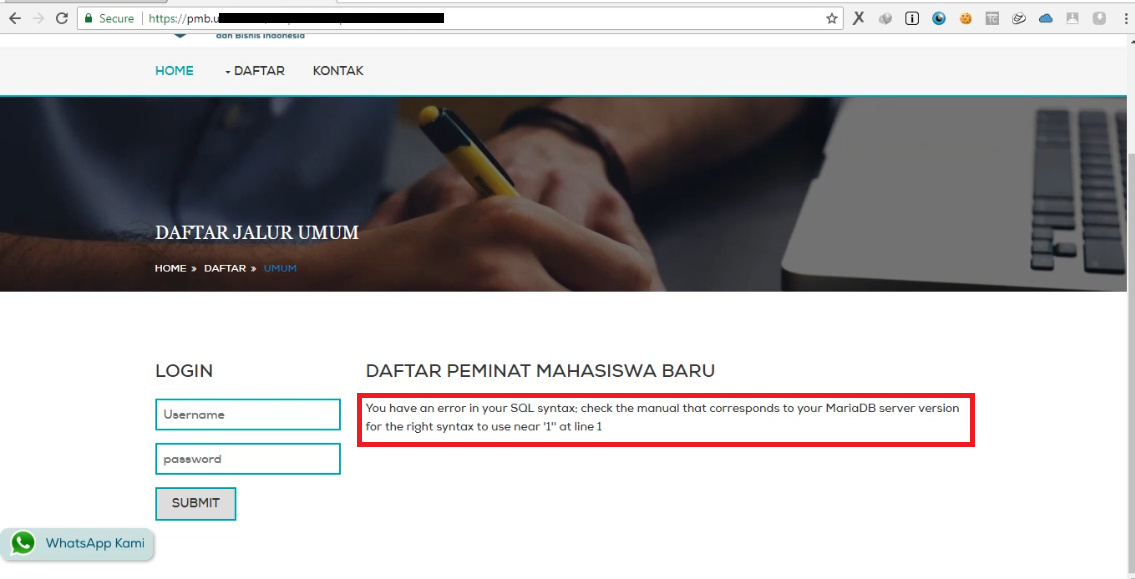 Secure https://pmb.u
dan Bisnis Indonesia
HOME DAFTAR KONTAK
DAFTAR JALUR UMUM
HOME » DAFTAR » UMUM
LOGIN
Username
password
SUBMIT
DAFTAR PEMINAT MAHASISWA BARU
You have an error in your SQL syntax; check the manual that corresponds to your MariaDB server version
for the right syntax to use near '1'' at line 1
WhatsApp Kami